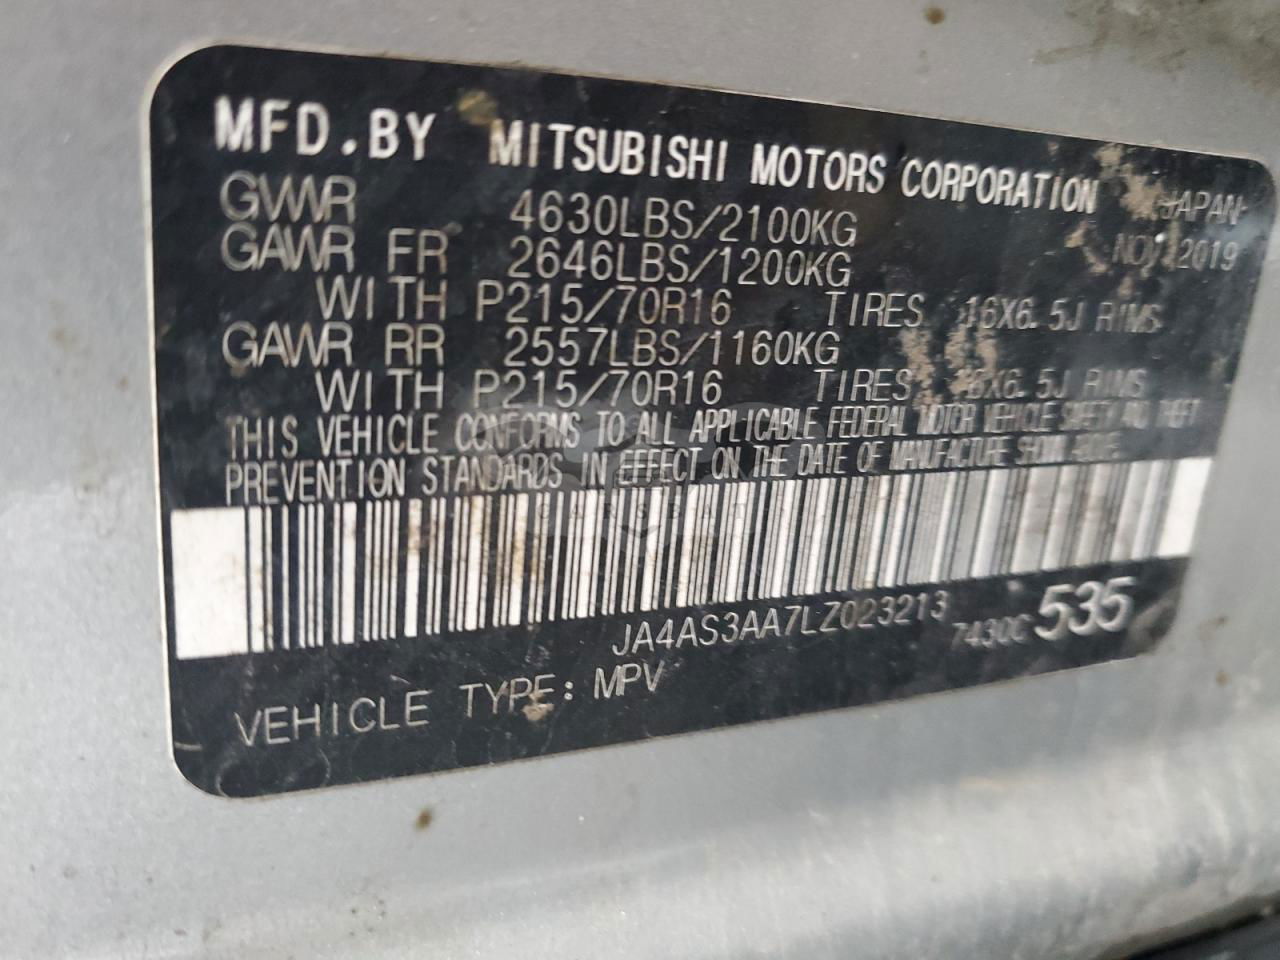 MFD.BY MITSUBISHI MOTORS CORPORATION JAPAN
GVWR 4630LBS/2100KG NOV.2019
GAWR FR 2646LBS/1200KG
WITH P215/70R16 TIRES 16X6.5J RIMS
GAWR RR 2557LBS/1160KG
WITH P215/70R16 TIRES 16X6.5J RIMS
THIS VEHICLE CONFORMS TO ALL APPLICABLE FEDERAL MOTOR VEHICLE SAFETY AND THEFT
PREVENTION STANDARDS IN EFFECT ON THE DATE OF MANUFACTURE SHOWN ABOVE
JA4AS3AA7LZ023213 7430C 535
VEHICLE TYPE: MPV